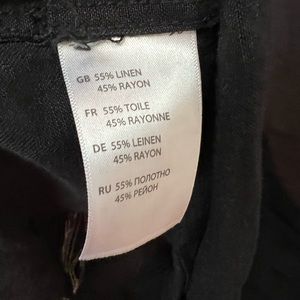 GB 55% LINEN
45% RAYON
FR 55% TOILE
45% RAYONNE
DE 55% LEINEN
45% RAYON
RU 55% ПОЛОТНО
45% РЕЙОН